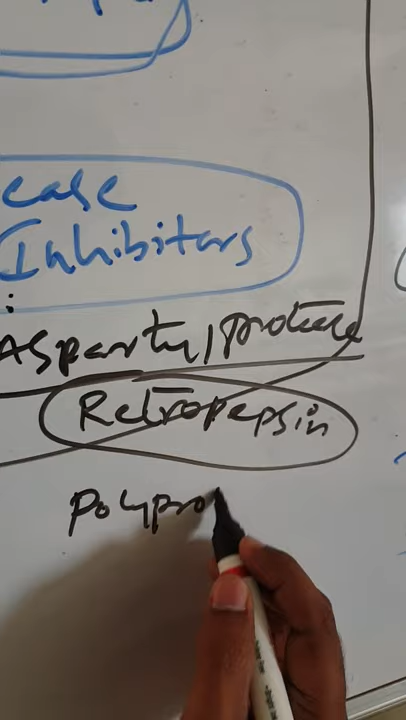 ease
Inhibitors
:
Aspartyl protease
Retropepsin
Polypro